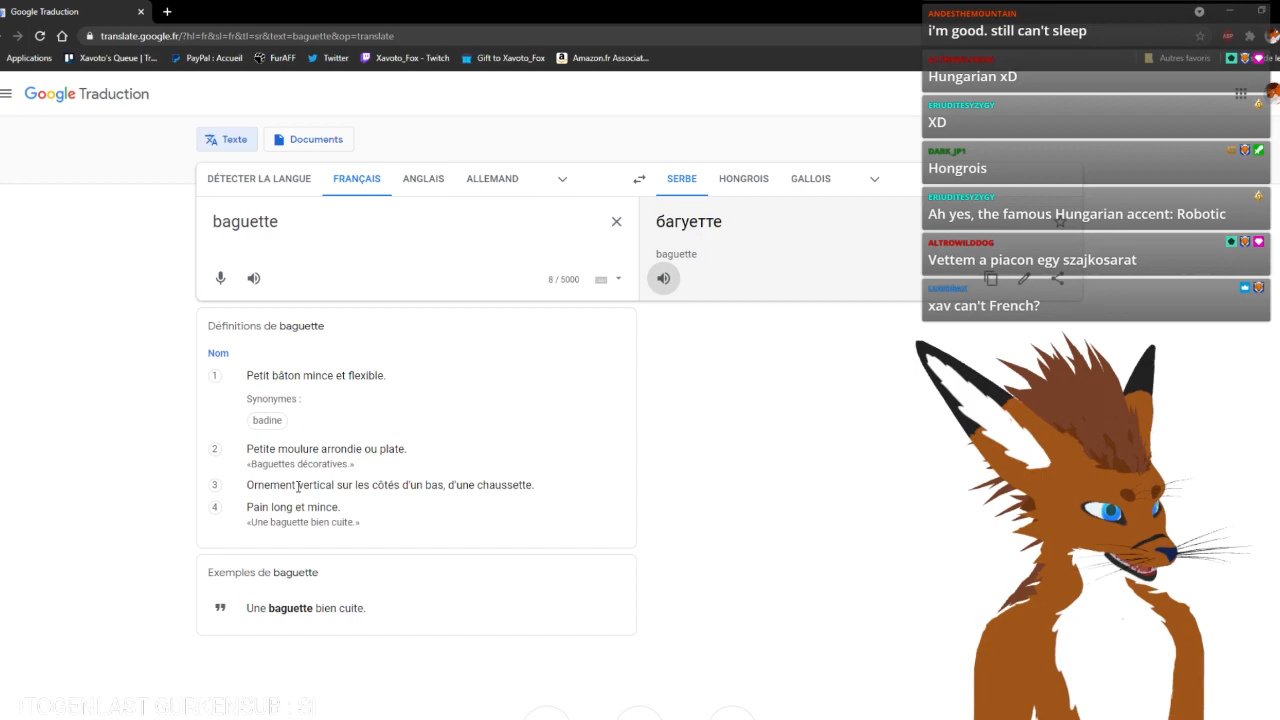 Google Traduction
translate.google.fr/?hl=fr&sl=fr&tl=sr&text=baguette&op=translate
Applications
Xavoto's Queue | Tr...
PayPal : Accueil
FurAFF
Twitter
Xavoto_Fox - Twitch
Gift to Xavoto_Fox
Amazon.fr Associat...
Autres favoris
Google Traduction
Texte
Documents
DÉTECTER LA LANGUE
FRANÇAIS
ANGLAIS
ALLEMAND
SERBE
HONGROIS
GALLOIS
baguette
багуетте
baguette
8 / 5000
Définitions de baguette
Nom
1
Petit bâton mince et flexible.
Synonymes :
badine
2
Petite moulure arrondie ou plate.
«Baguettes décoratives.»
3
Ornement vertical sur les côtés d'un bas, d'une chaussette.
4
Pain long et mince.
«Une baguette bien cuite.»
Exemples de baguette
Une baguette bien cuite.
ANDESTHEMOUNTAIN
i'm good. still can't sleep
Hungarian xD
ERIUDITESYZYGY
XD
DARK_JP1
Hongrois
ERIUDITESYZYGY
Ah yes, the famous Hungarian accent: Robotic
ALTROWILDDOG
Vettem a piacon egy szajkosarat
xav can't French?